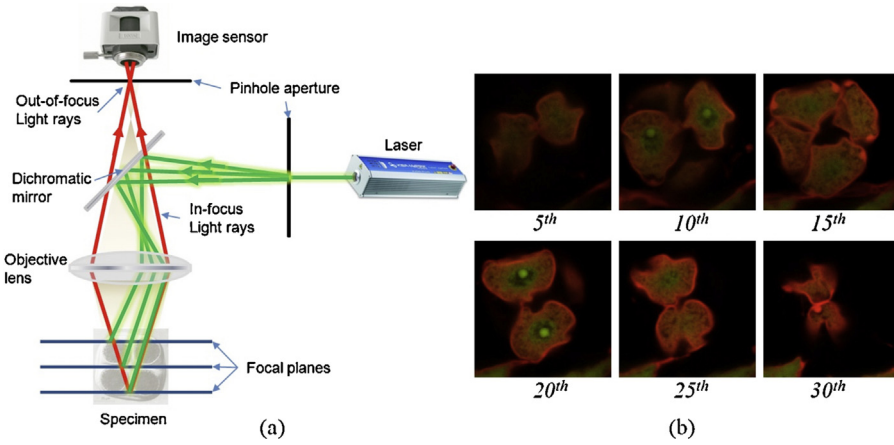 Image sensor
Out-of-focus
Light rays
Pinhole aperture
Laser
Dichromatic
mirror
In-focus
Light rays
Objective
lens
Focal planes
Specimen
(a)
5th
10th
15th
20th
25th
30th
(b)